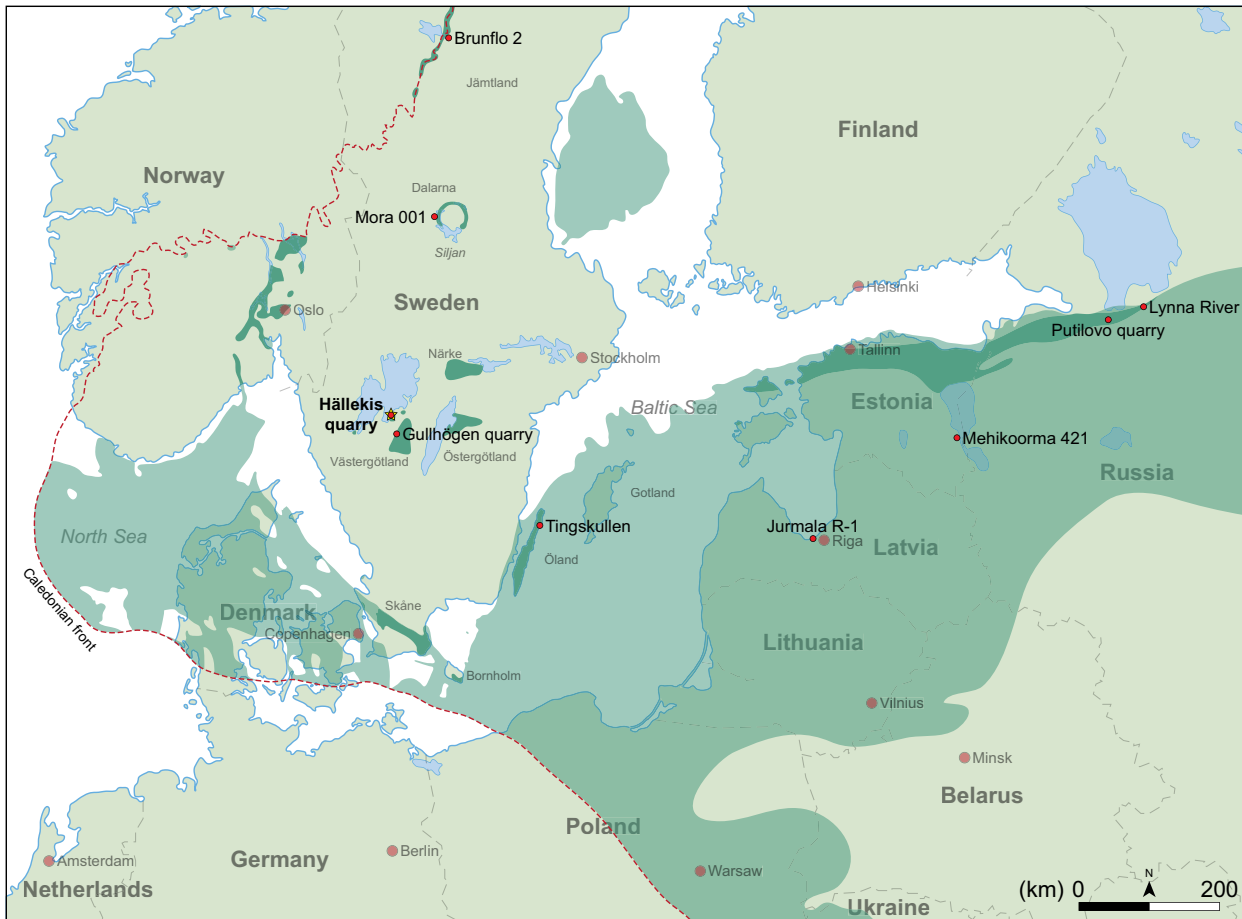 Brunflo 2
Jämtland
Finland
Norway
Dalarna
Mora 001
Siljan
Helsinki
Sweden
Lynna River
Oslo
Putilovo quarry
Närke
Stockholm
Tallinn
Hällekis
quarry
Baltic Sea
Estonia
Gullhögen quarry
Mehikoorma 421
Västergötland
Östergötland
Russia
Gotland
North Sea
Tingskullen
Jurmala R-1
Riga
Latvia
Öland
Caledonian front
Denmark
Skåne
Copenhagen
Lithuania
Bornholm
Vilnius
Minsk
Belarus
Poland
Germany
Berlin
Amsterdam
Netherlands
Warsaw
Ukraine
N
(km) 0 200